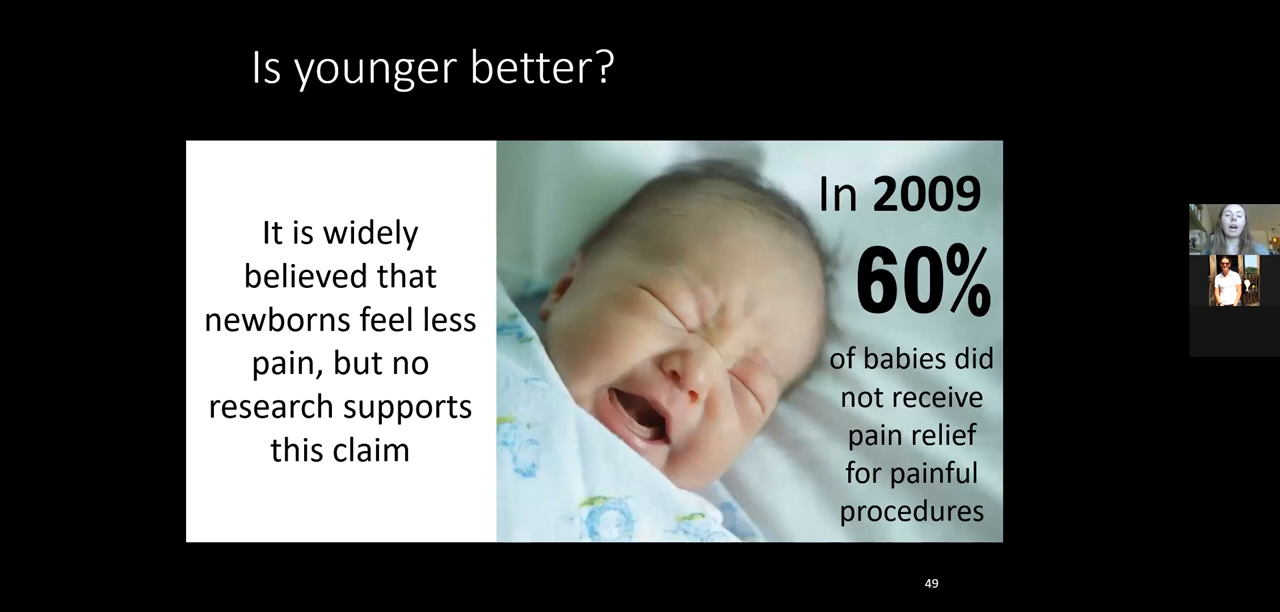 Is younger better?
It is widely
believed that
newborns feel less
pain, but no
research supports
this claim
In 2009
60%
of babies did
not receive
pain relief
for painful
procedures
49